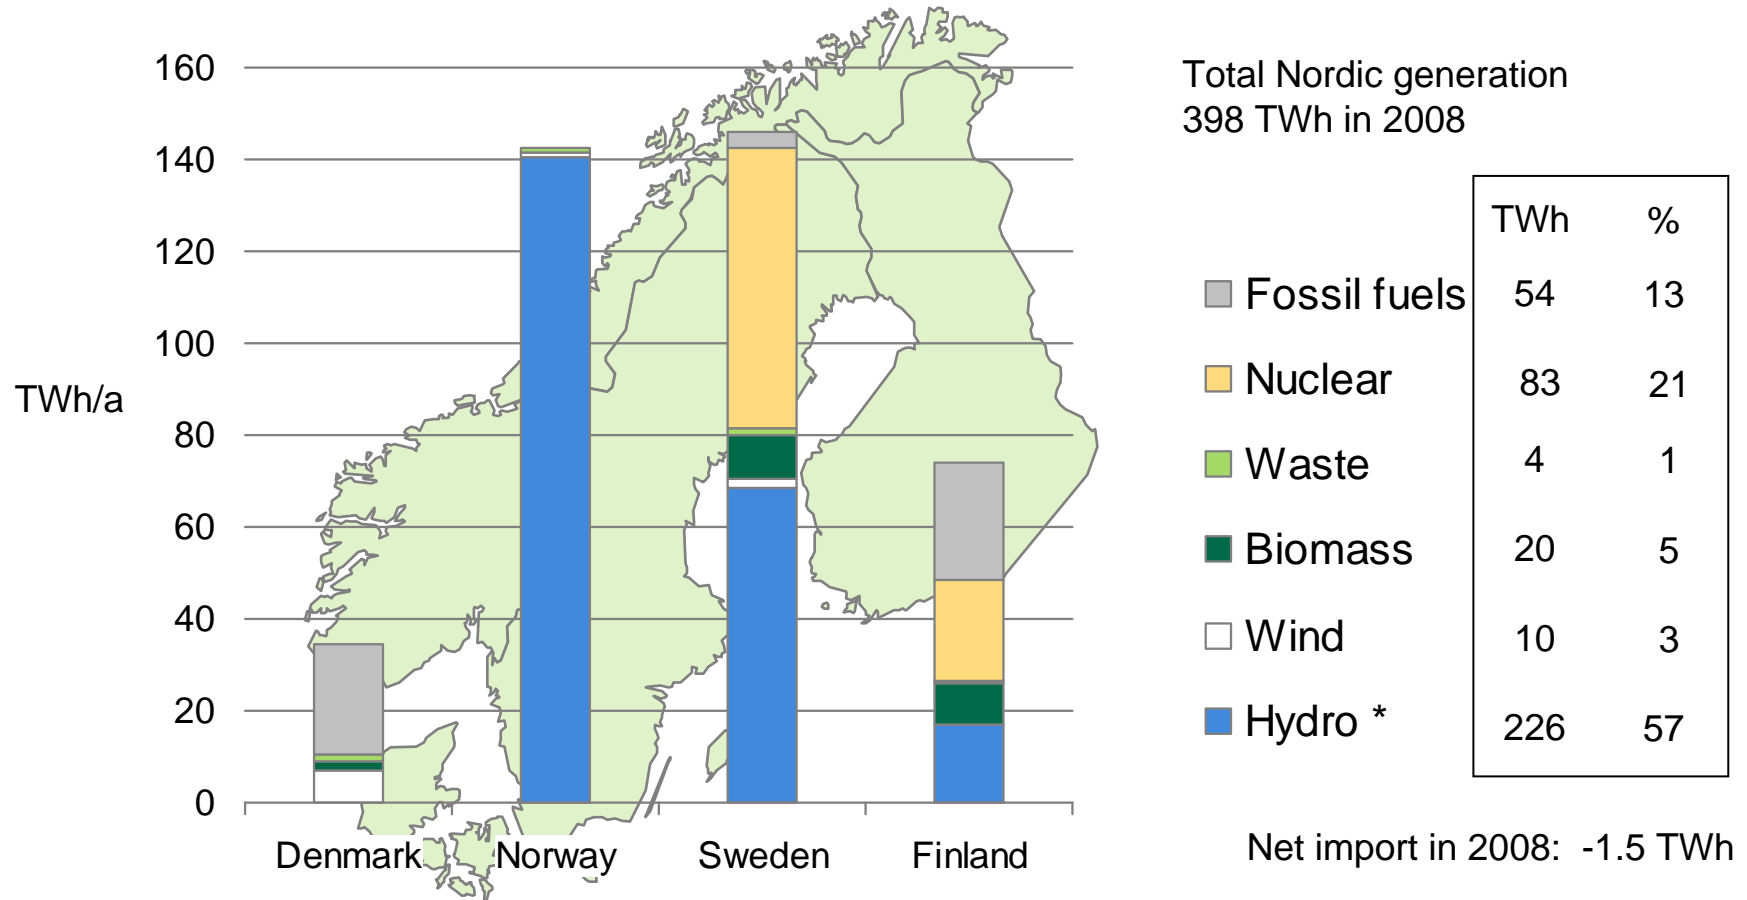 Total Nordic generation
398 TWh in 2008
TWh/a
160
140
120
100
80
60
40
20
0
Denmark Norway Sweden Finland
TWh %
Fossil fuels 54 13
Nuclear 83 21
Waste 4 1
Biomass 20 5
Wind 10 3
Hydro * 226 57
Net import in 2008: -1.5 TWh